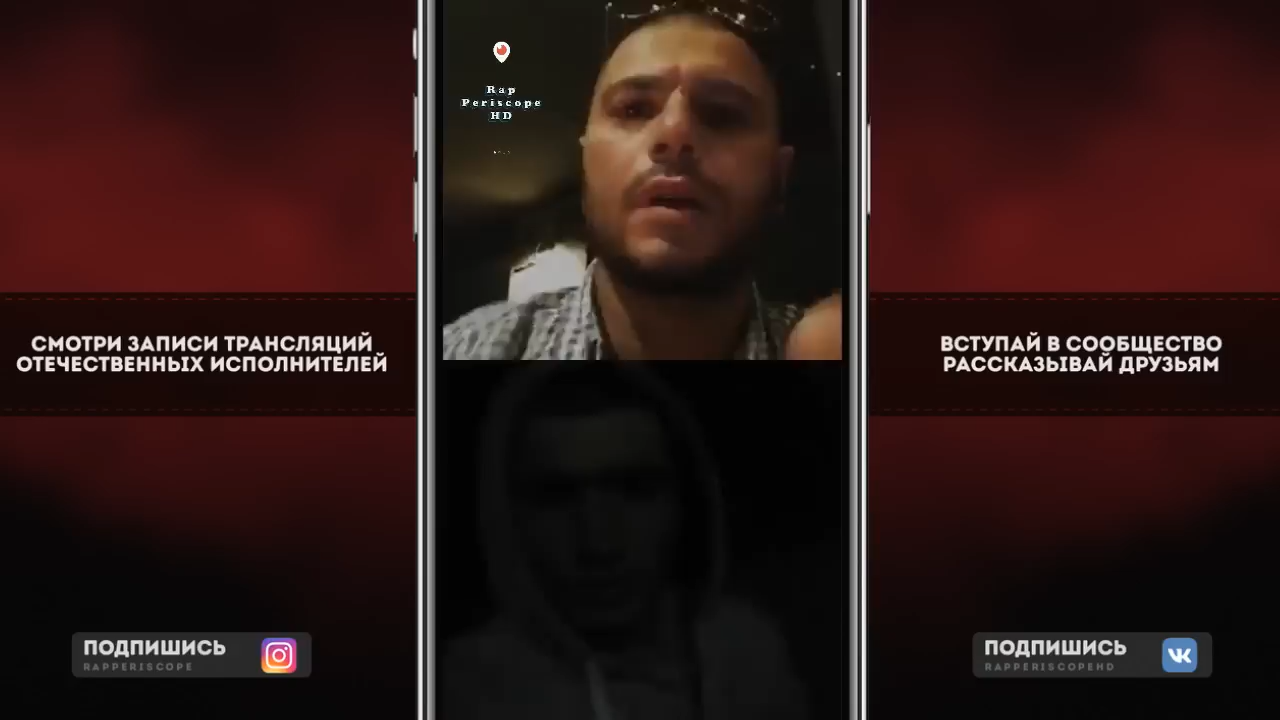 Rap
Periscope
HD
СМОТРИ ЗАПИСИ ТРАНСЛЯЦИЙ
ОТЕЧЕСТВЕННЫХ ИСПОЛНИТЕЛЕЙ
ВСТУПАЙ В СООБЩЕСТВО
РАССКАЗЫВАЙ ДРУЗЬЯМ
ПОДПИШИСЬ
RAPPERISCOPE
ПОДПИШИСЬ
RAPPERISCOPEHD